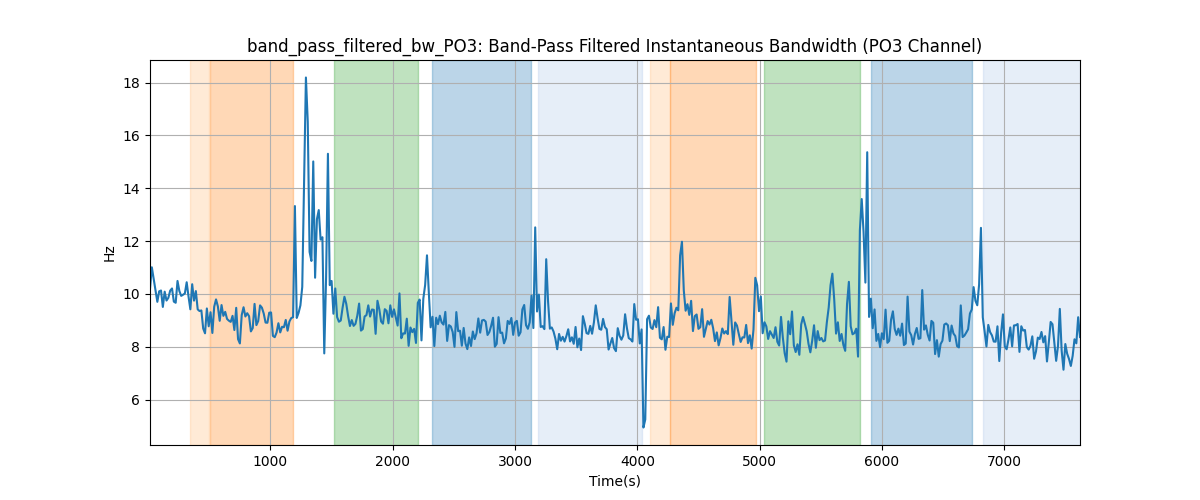 band_pass_filtered_bw_PO3: Band-Pass Filtered Instantaneous Bandwidth (PO3 Channel)
18
16
14
12
10
8
6
Hz
1000 2000 3000 4000 5000 6000 7000
Time(s)